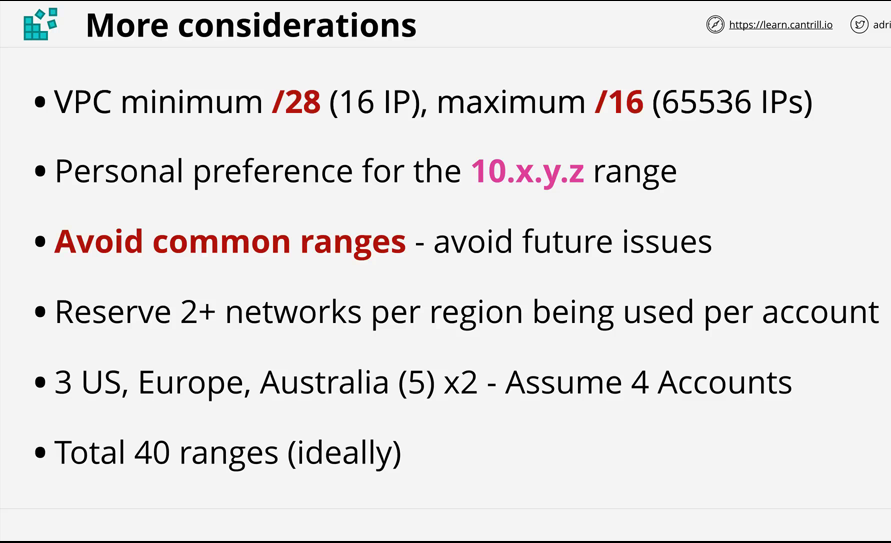 More considerations
https://learn.cantrill.io
adri
• VPC minimum /28 (16 IP), maximum /16 (65536 IPs)
• Personal preference for the 10.x.y.z range
• Avoid common ranges - avoid future issues
• Reserve 2+ networks per region being used per account
• 3 US, Europe, Australia (5) x2 - Assume 4 Accounts
• Total 40 ranges (ideally)